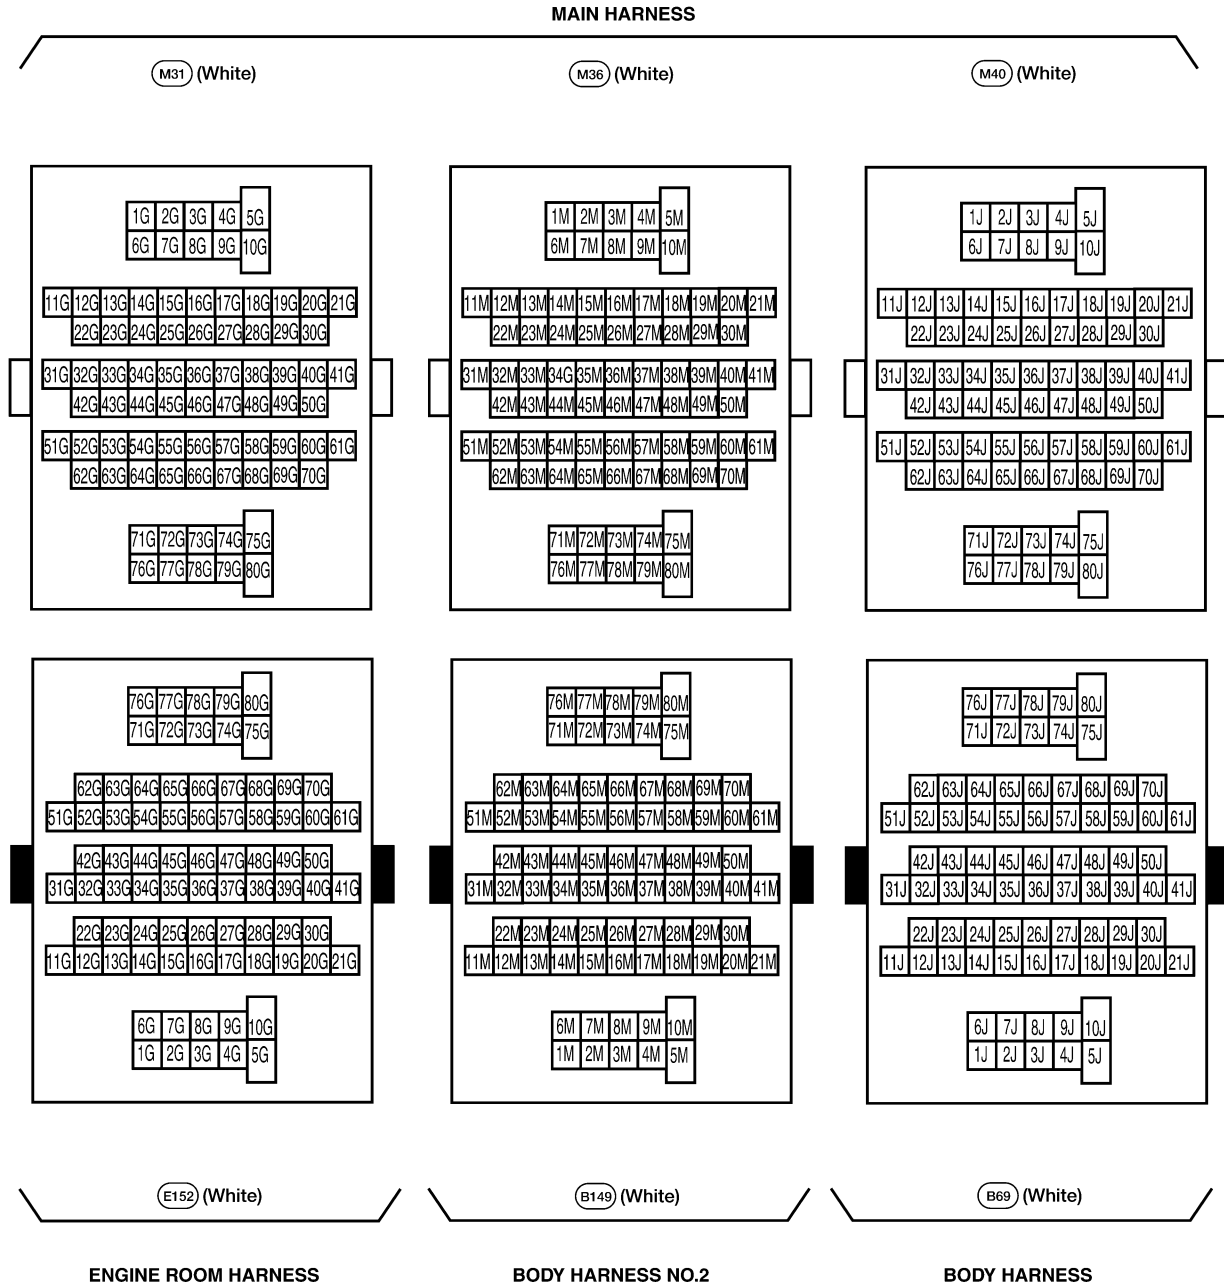 MAIN HARNESS
M31 (White) M36 (White) M40 (White)
1G 2G 3G 4G 5G 1M 2M 3M 4M 5M 1J 2J 3J 4J 5J
6G 7G 8G 9G 10G 6M 7M 8M 9M 10M 6J 7J 8J 9J 10J
11G 12G 13G 14G 15G 16G 17G 18G 19G 20G 21G 11M 12M 13M 14M 15M 16M 17M 18M 19M 20M 21M 11J 12J 13J 14J 15J 16J 17J 18J 19J 20J 21J
22G 23G 24G 25G 26G 27G 28G 29G 30G 22M 23M 24M 25M 26M 27M 28M 29M 30M 22J 23J 24J 25J 26J 27J 28J 29J 30J
31G 32G 33G 34G 35G 36G 37G 38G 39G 40G 41G 31M 32M 33M 34G 35M 36M 37M 38M 39M 40M 41M 31J 32J 33J 34J 35J 36J 37J 38J 39J 40J 41J
42G 43G 44G 45G 46G 47G 48G 49G 50G 42M 43M 44M 45M 46M 47M 48M 49M 50M 42J 43J 44J 45J 46J 47J 48J 49J 50J
51G 52G 53G 54G 55G 56G 57G 58G 59G 60G 61G 51M 52M 53M 54M 55M 56M 57M 58M 59M 60M 61M 51J 52J 53J 54J 55J 56J 57J 58J 59J 60J 61J
62G 63G 64G 65G 66G 67G 68G 69G 70G 62M 63M 64M 65M 66M 67M 68M 69M 70M 62J 63J 64J 65J 66J 67J 68J 69J 70J
71G 72G 73G 74G 75G 71M 72M 73M 74M 75M 71J 72J 73J 74J 75J
76G 77G 78G 79G 80G 76M 77M 78M 79M 80M 76J 77J 78J 79J 80J
76G 77G 78G 79G 80G 76M 77M 78M 79M 80M 76J 77J 78J 79J 80J
71G 72G 73G 74G 75G 71M 72M 73M 74M 75M 71J 72J 73J 74J 75J
62G 63G 64G 65G 66G 67G 68G 69G 70G 62M 63M 64M 65M 66M 67M 68M 69M 70M 62J 63J 64J 65J 66J 67J 68J 69J 70J
51G 52G 53G 54G 55G 56G 57G 58G 59G 60G 61G 51M 52M 53M 54M 55M 56M 57M 58M 59M 60M 61M 51J 52J 53J 54J 55J 56J 57J 58J 59J 60J 61J
42G 43G 44G 45G 46G 47G 48G 49G 50G 42M 43M 44M 45M 46M 47M 48M 49M 50M 42J 43J 44J 45J 46J 47J 48J 49J 50J
31G 32G 33G 34G 35G 36G 37G 38G 39G 40G 41G 31M 32M 33M 34M 35M 36M 37M 38M 39M 40M 41M 31J 32J 33J 34J 35J 36J 37J 38J 39J 40J 41J
22G 23G 24G 25G 26G 27G 28G 29G 30G 22M 23M 24M 25M 26M 27M 28M 29M 30M 22J 23J 24J 25J 26J 27J 28J 29J 30J
11G 12G 13G 14G 15G 16G 17G 18G 19G 20G 21G 11M 12M 13M 14M 15M 16M 17M 18M 19M 20M 21M 11J 12J 13J 14J 15J 16J 17J 18J 19J 20J 21J
6G 7G 8G 9G 10G 6M 7M 8M 9M 10M 6J 7J 8J 9J 10J
1G 2G 3G 4G 5G 1M 2M 3M 4M 5M 1J 2J 3J 4J 5J
E152 (White) B149 (White) B69 (White)
ENGINE ROOM HARNESS BODY HARNESS NO.2 BODY HARNESS